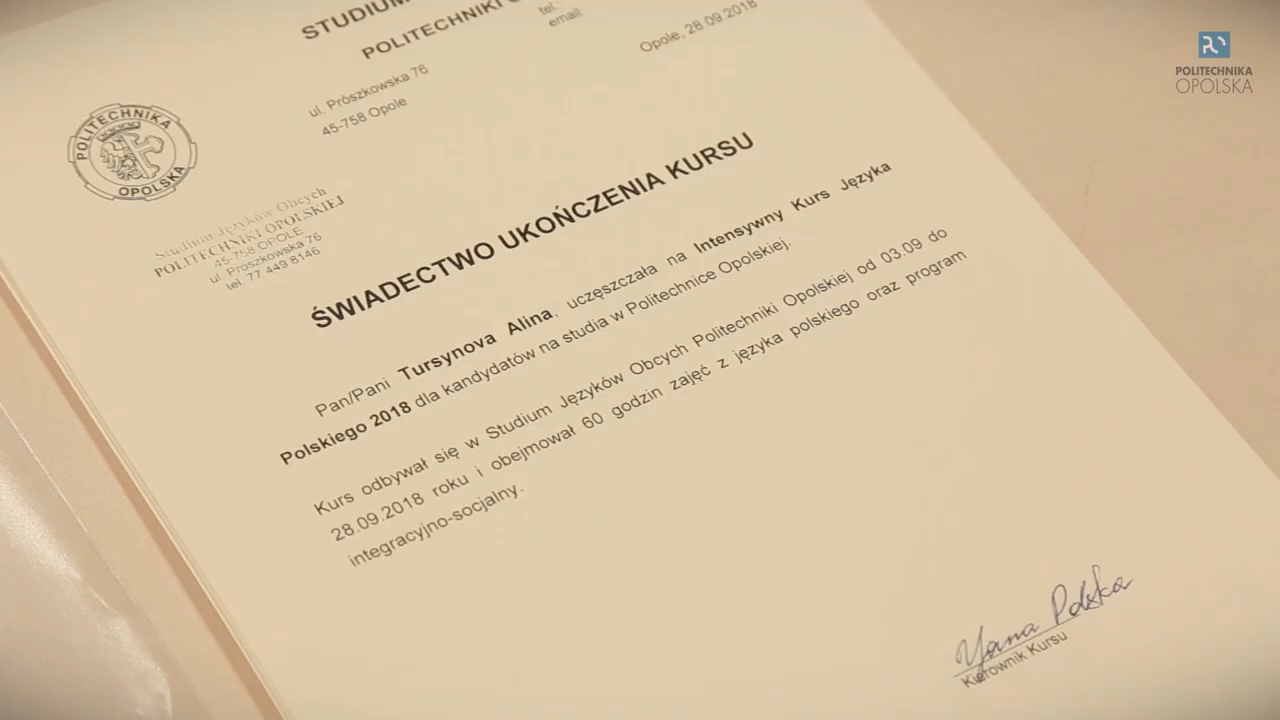 STUDIUM
POLITECHNIKI
tel.:
email:
ul. Prószkowska 76
45-758 Opole
Opole, 28.09.2018
POLITECHNIKA
OPOLSKA
Studium Języków Obcych
POLITECHNIKI OPOLSKIEJ
45-758 OPOLE
ul. Prószkowska 76
tel. 77 449 8146
ŚWIADECTWO UKOŃCZENIA KURSU
Pan/Pani Tursynova Alina, uczęszczała na Intensywny Kurs Języka
Polskiego 2018 dla kandydatów na studia w Politechnice Opolskiej.
Kurs odbywał się w Studium Języków Obcych Politechniki Opolskiej od 03.09 do
28.09.2018 roku i obejmował 60 godzin zajęć z języka polskiego oraz program
integracyjno-socjalny.
Yana Polska
Kierownik Kursu
POLITECHNIKA
OPOLSKA